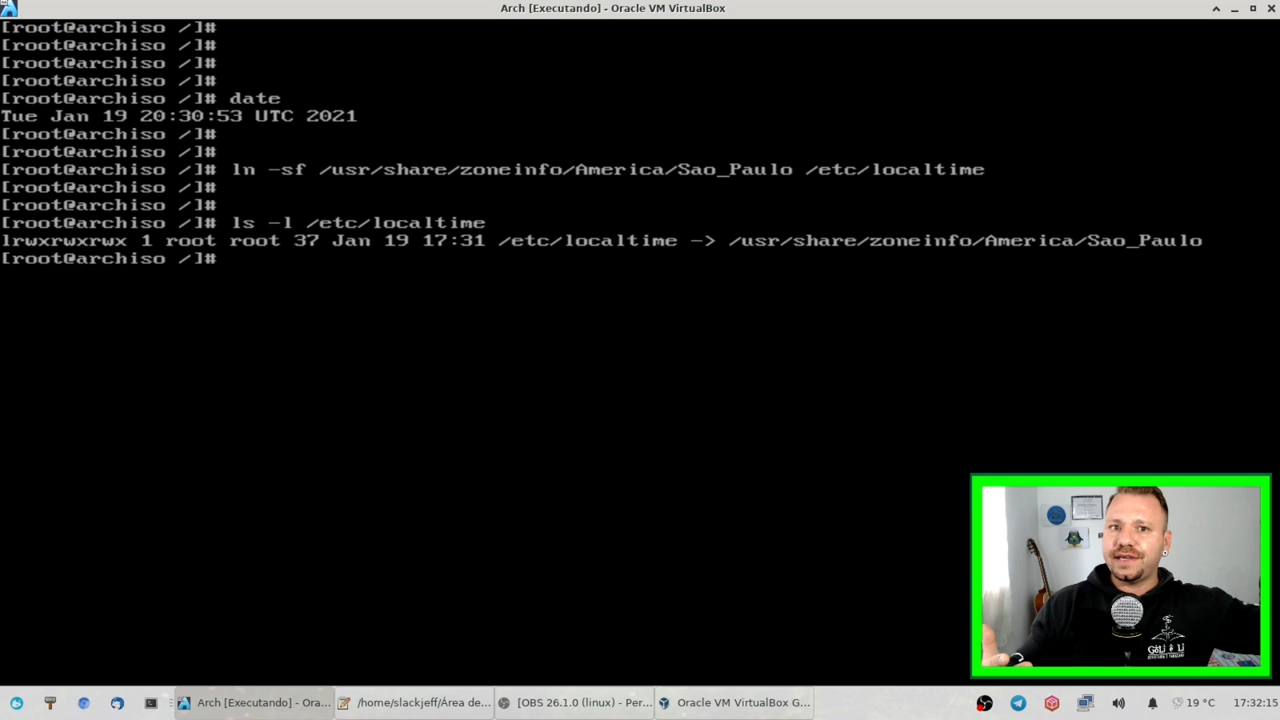 Arch [Executando] - Oracle VM VirtualBox
[root@archiso /]#
[root@archiso /]#
[root@archiso /]#
[root@archiso /]#
[root@archiso /]# date
Tue Jan 19 20:30:53 UTC 2021
[root@archiso /]#
[root@archiso /]#
[root@archiso /]# ln -sf /usr/share/zoneinfo/America/Sao_Paulo /etc/localtime
[root@archiso /]#
[root@archiso /]#
[root@archiso /]# ls -l /etc/localtime
lrwxrwxrwx 1 root root 37 Jan 19 17:31 /etc/localtime -> /usr/share/zoneinfo/America/Sao_Paulo
[root@archiso /]#
Arch [Executando] - Ora...
/home/slackjeff/Área de...
[OBS 26.1.0 (linux) - Per...
Oracle VM VirtualBox G...
19 °C
17:32:15